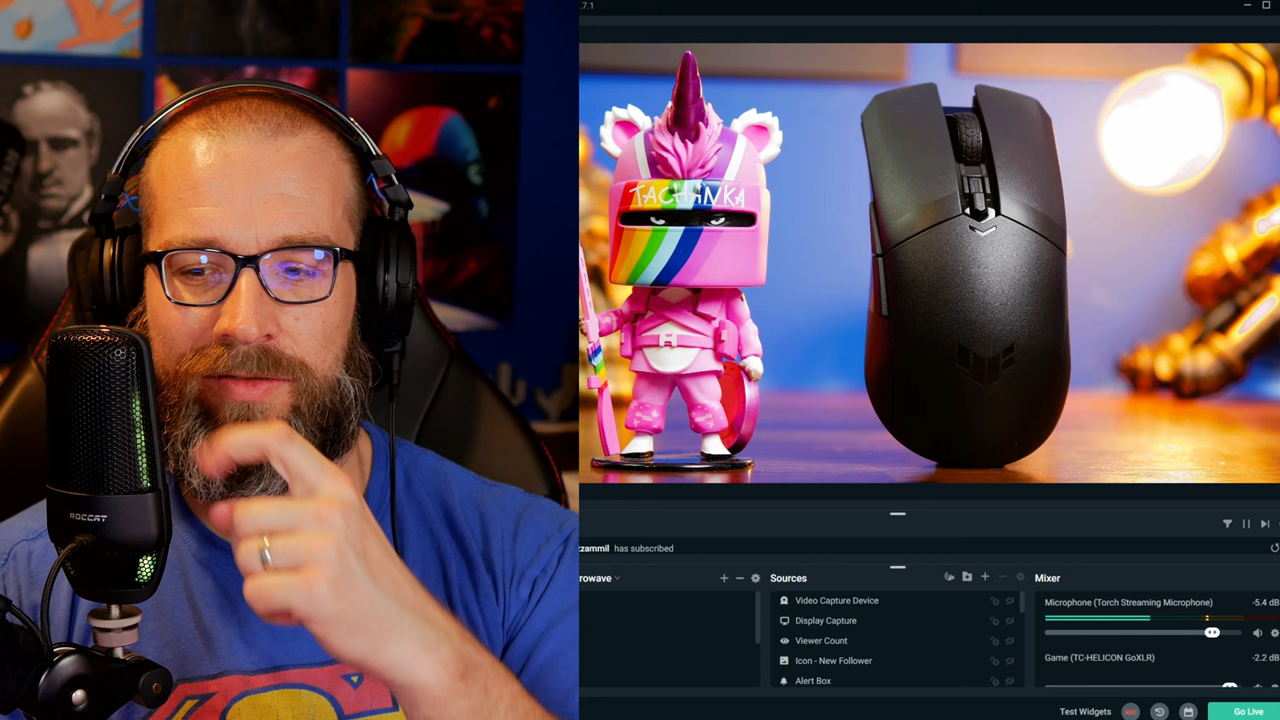 .7.1
TACHANKA
ROCCAT
zammil has subscribed
rowave
Sources
Mixer
Video Capture Device
Display Capture
Viewer Count
Icon - New Follower
Alert Box
Microphone (Torch Streaming Microphone)
-5.4 dB
Game (TC-HELICON GoXLR)
-2.2 dB
Test Widgets
REC
Go Live